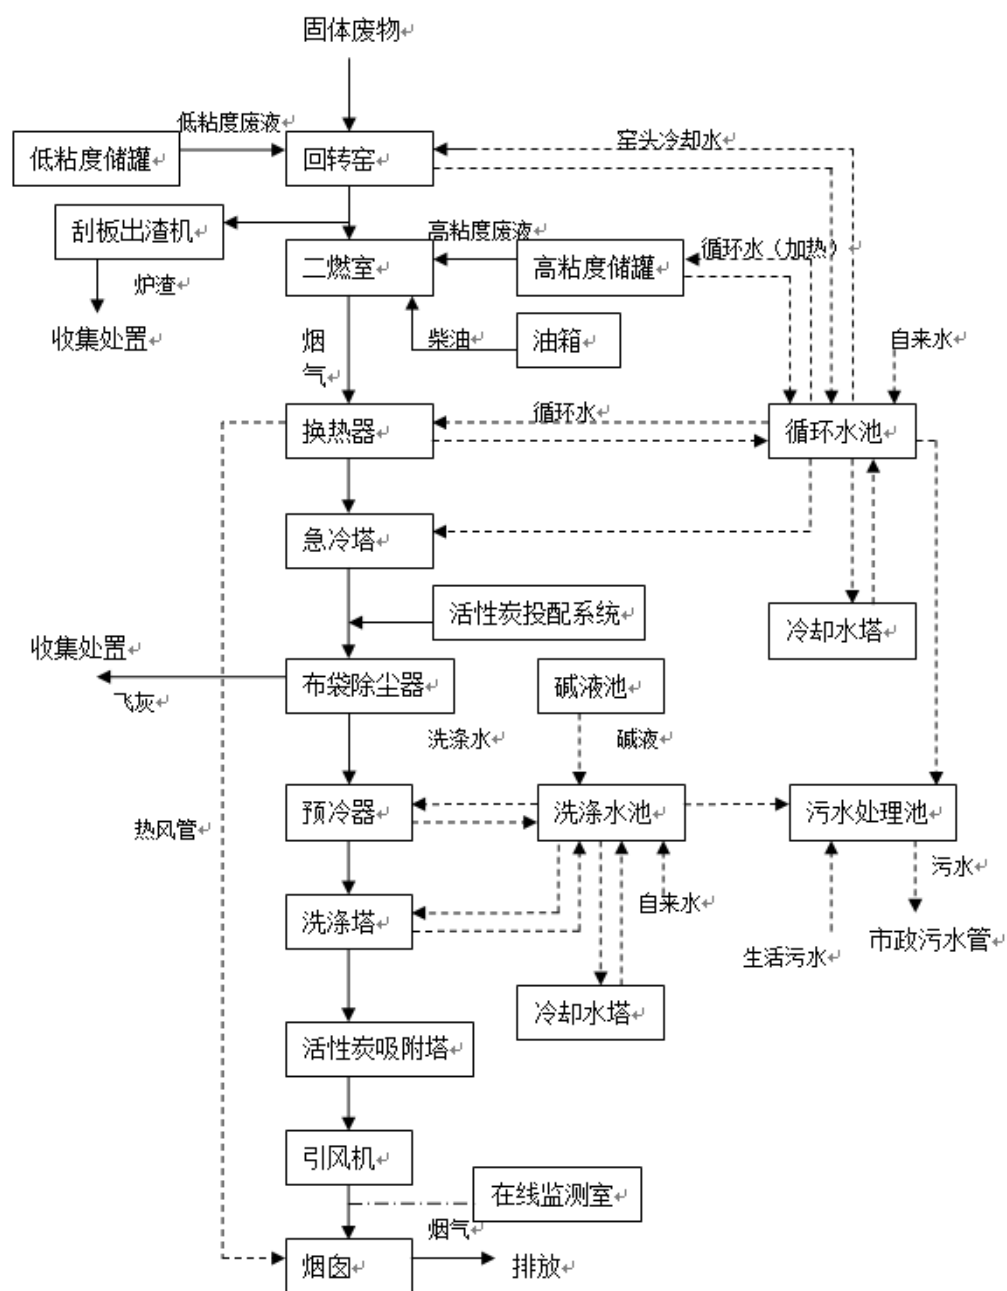 固体废物
低粘度废液
低粘度储罐
回转窑
窑头冷却水
刮板出渣机
高粘度废液
循环水（加热）
二燃室
高粘度储罐
炉渣
收集处置
烟
气
柴油
油箱
自来水
循环水
换热器
循环水池
急冷塔
活性炭投配系统
冷却水塔
收集处置
飞灰
布袋除尘器
碱液池
洗涤水
碱液
预冷器
洗涤水池
污水处理池
热风管
污水
洗涤塔
自来水
生活污水
市政污水管
冷却水塔
活性炭吸附塔
引风机
在线监测室
烟气
烟囱
排放